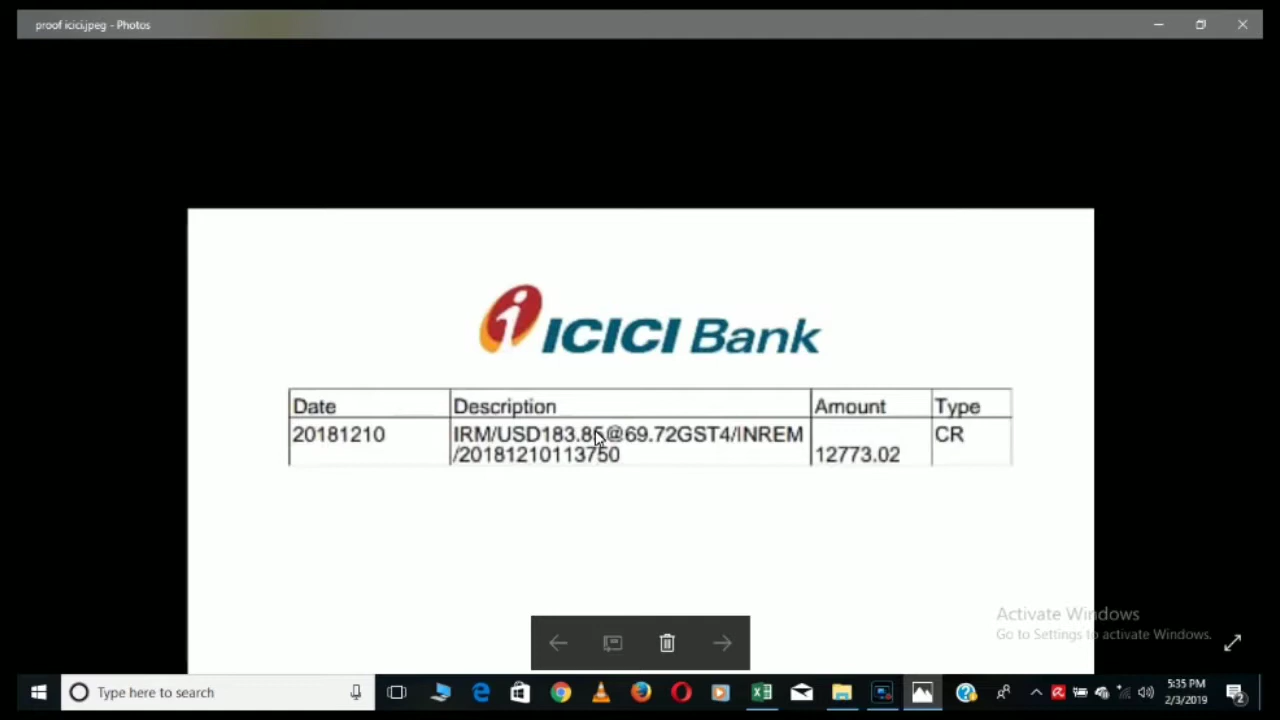 proof icici.jpeg - Photos
ICICI Bank
Date Description Amount Type
20181210 IRM/USD183.85@69.72GST4/INREM CR
/20181210113750 12773.02
Activate Windows
Go to Settings to activate Windows.
Type here to search
5:35 PM
2/3/2019
2